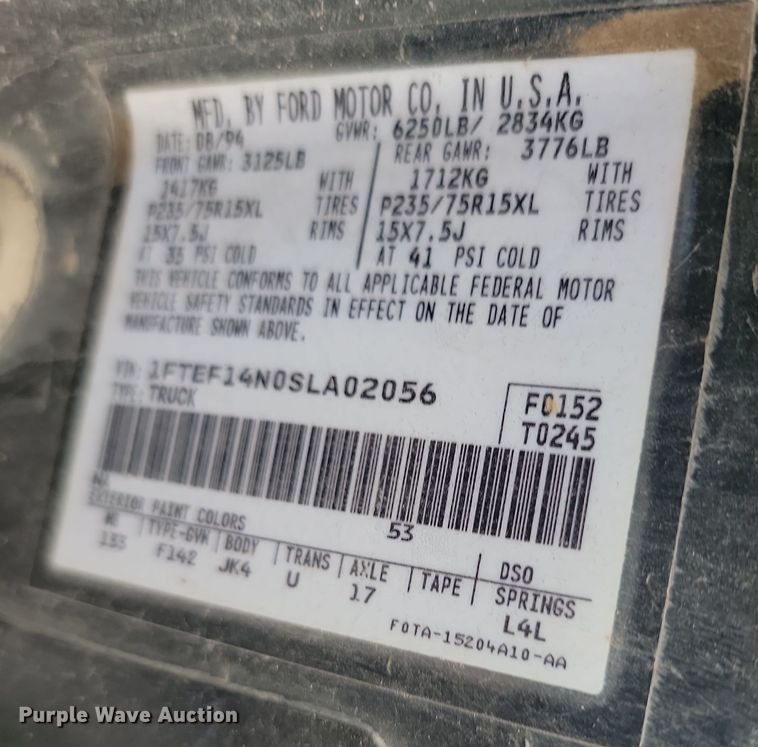 MFD. BY FORD MOTOR CO. IN U.S.A.
DATE: 08/94 GVWR: 6250LB/ 2834KG
FRONT GAWR: 3125LB REAR GAWR: 3776LB
1417KG WITH 1712KG WITH
P235/75R15XL TIRES P235/75R15XL TIRES
15X7.5J RIMS 15X7.5J RIMS
AT 35 PSI COLD AT 41 PSI COLD
THIS VEHICLE CONFORMS TO ALL APPLICABLE FEDERAL MOTOR
VEHICLE SAFETY STANDARDS IN EFFECT ON THE DATE OF
MANUFACTURE SHOWN ABOVE.
VIN: 1FTEF14N0SLA02056 F0152
TYPE: TRUCK T0245
NA
EXTERIOR PAINT COLORS 53 DSO
WB TYPE-GVW BODY TRANS AXLE TAPE SPRINGS
133 F142 JK4 U 17 L4L
F0TA-15204A10-AA
Purple Wave Auction